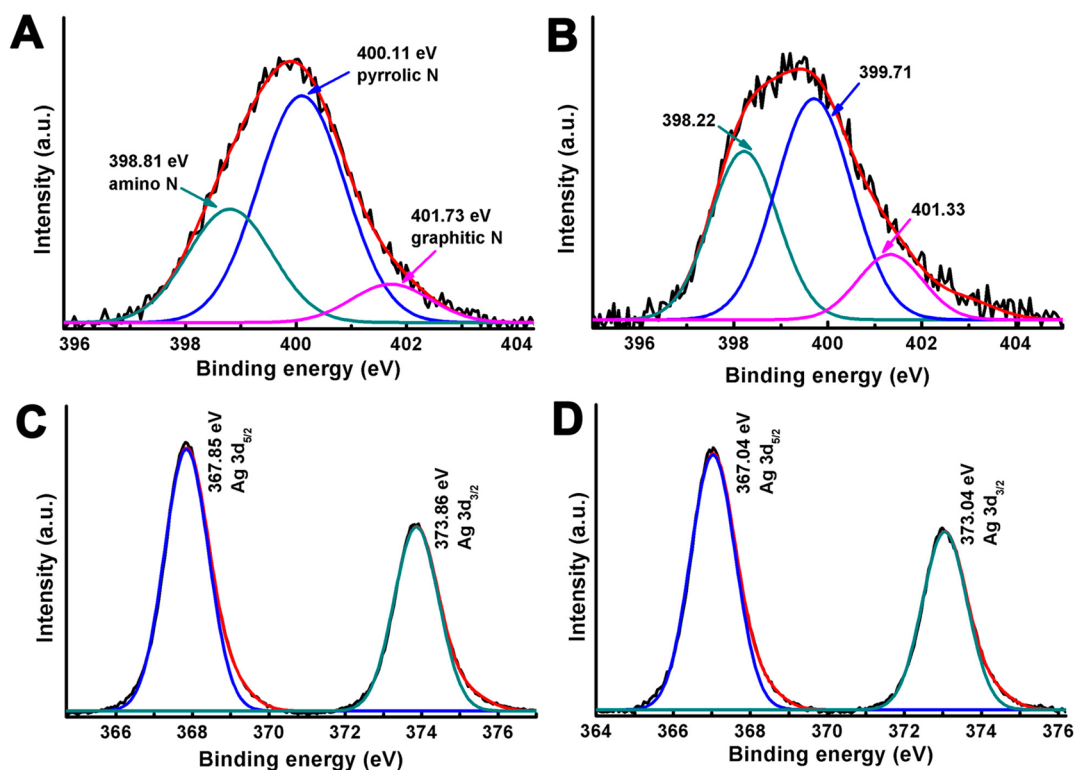 A
400.11 eV
pyrrolic N
398.81 eV
amino N
401.73 eV
graphitic N
Intensity (a.u.)
396 398 400 402 404
Binding energy (eV)
B
399.71
398.22
401.33
Intensity (a.u.)
396 398 400 402 404
Binding energy (eV)
C
367.85 eV
Ag 3d5/2
373.86 eV
Ag 3d3/2
Intensity (a.u.)
366 368 370 372 374 376
Binding energy (eV)
D
367.04 eV
Ag 3d5/2
373.04 eV
Ag 3d3/2
Intensity (a.u.)
364 366 368 370 372 374 376
Binding energy (eV)